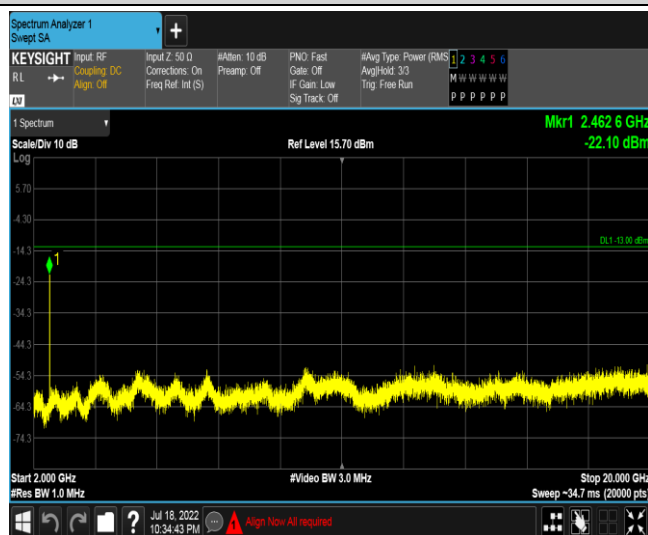 Spectrum Analyzer 1
Swept SA
+
KEYSIGHT Input: RF Input Z: 50 Ω #Atten: 10 dB PNO: Fast #Avg Type: Power (RMS 1 2 3 4 5 6
RL Coupling: DC Corrections: On Preamp: Off Gate: Off Avg|Hold: 3/3 M W W W W W
Align: Off Freq Ref: Int (S) IF Gain: Low Trig: Free Run
Sig Track: Off P P P P P P
LXI
1 Spectrum Mkr1 2.462 6 GHz
Scale/Div 10 dB Ref Level 15.70 dBm -22.10 dBm
Log
5.70
-4.30
DL1 -13.00 dBm
-14.3
1
-24.3
-34.3
-44.3
-54.3
-64.3
-74.3
Start 2.000 GHz #Video BW 3.0 MHz Stop 20.000 GHz
#Res BW 1.0 MHz Sweep ~34.7 ms (20000 pts)
? Jul 18, 2022
10:34:43 PM Align Now All required